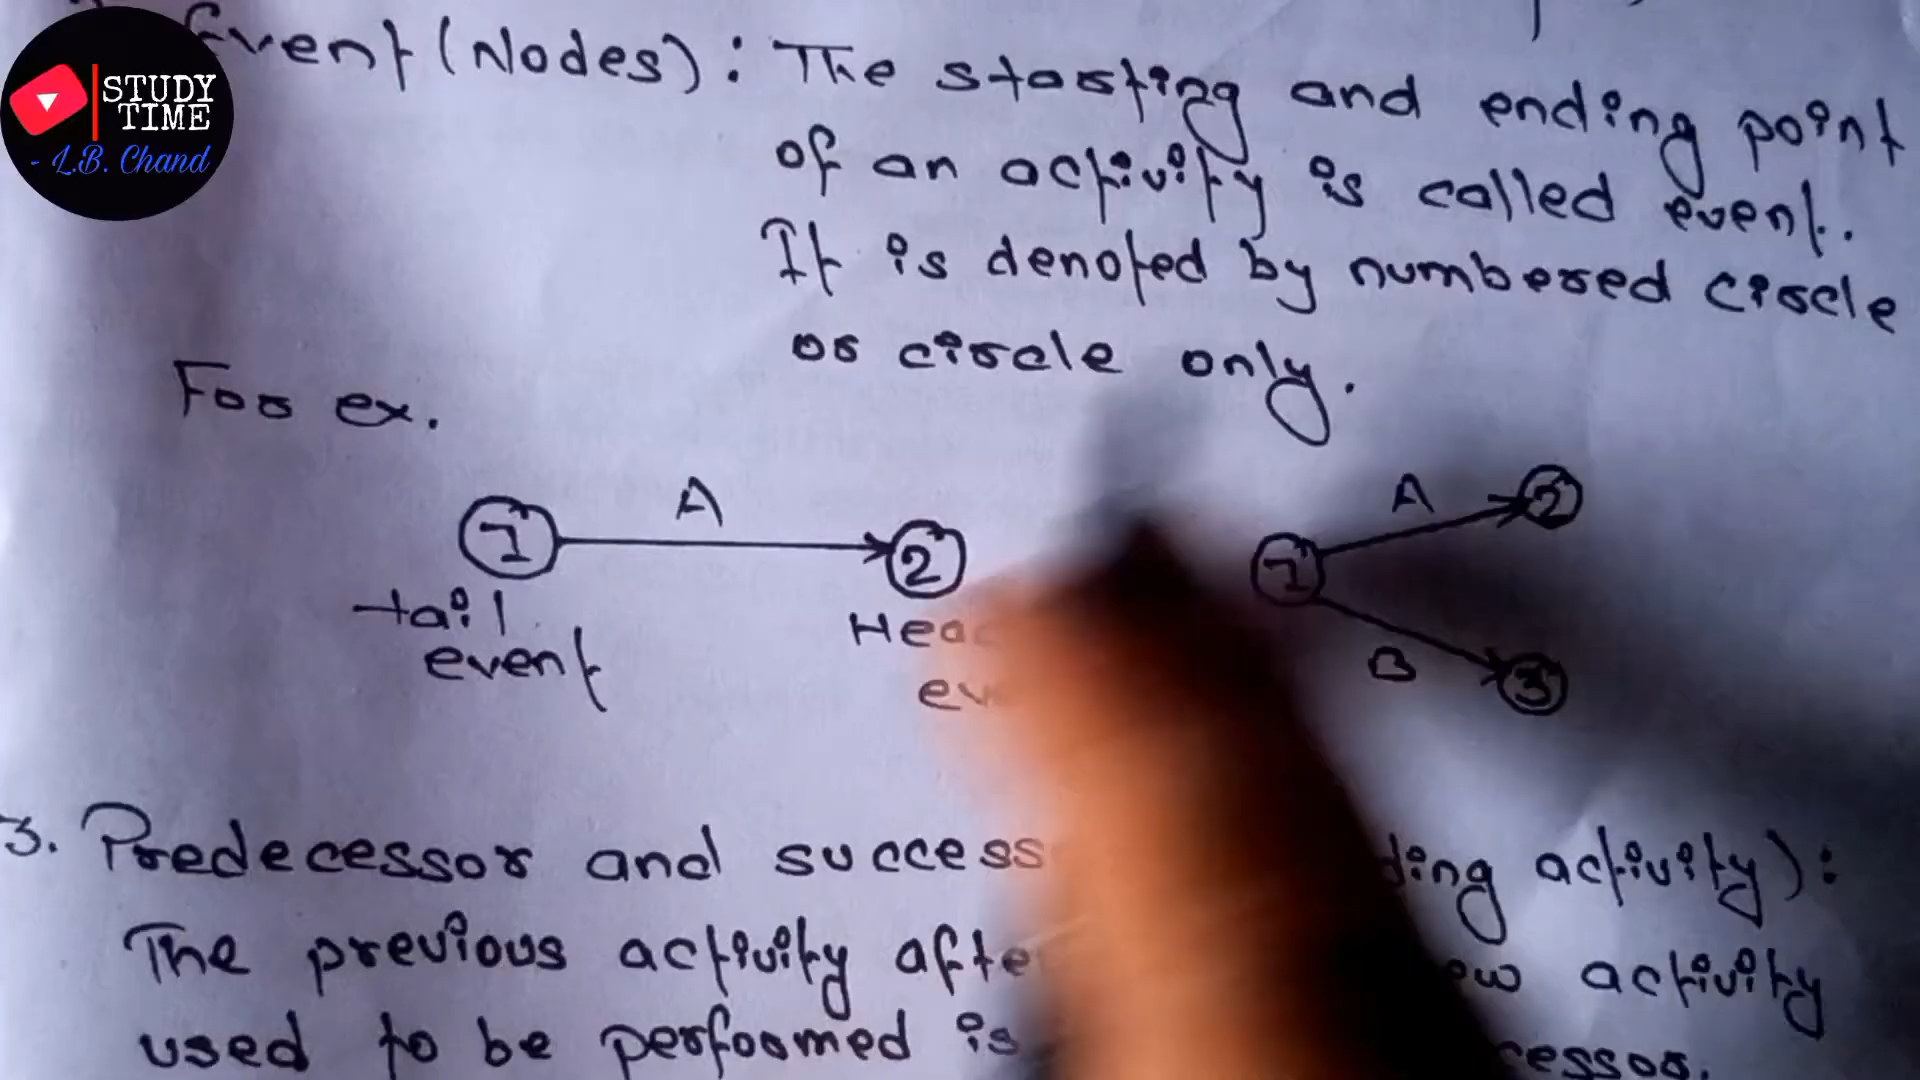 STUDY
TIME
- L.B. Chand
Event (Nodes): The starting and ending point
of an activity is called event.
It is denoted by numbered circle
or circle only.
For ex.
1 A 2
tail
event
1 A 2
B 3
3. Predecessor and activity):
The previous activity activity
used to be performed is